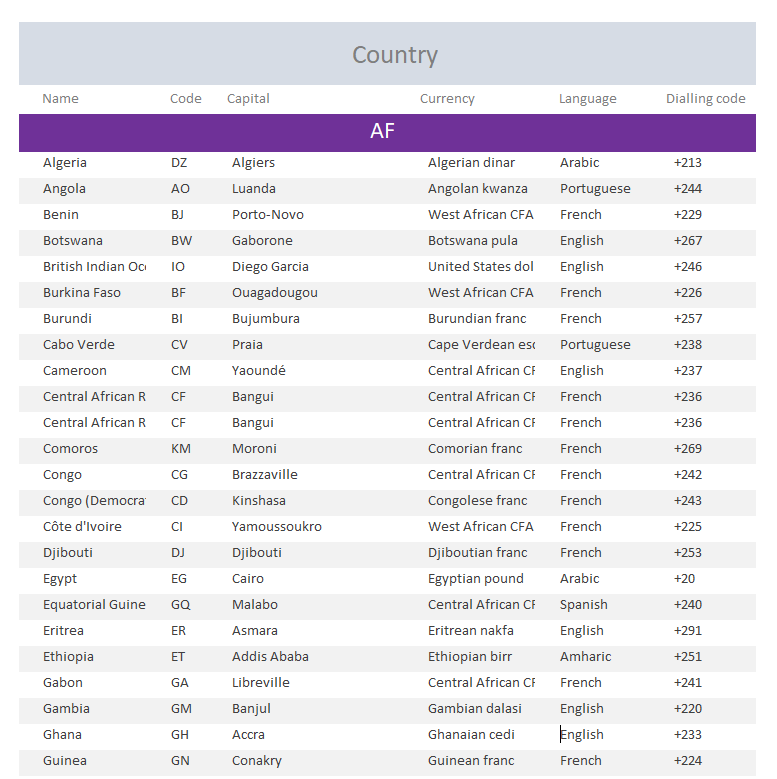 Country
Name Code Capital Currency Language Dialling code
AF
Algeria DZ Algiers Algerian dinar Arabic +213
Angola AO Luanda Angolan kwanza Portuguese +244
Benin BJ Porto-Novo West African CFA French +229
Botswana BW Gaborone Botswana pula English +267
British Indian Oc IO Diego Garcia United States dol English +246
Burkina Faso BF Ouagadougou West African CFA French +226
Burundi BI Bujumbura Burundian franc French +257
Cabo Verde CV Praia Cape Verdean esc Portuguese +238
Cameroon CM Yaoundé Central African CF English +237
Central African R CF Bangui Central African CF French +236
Central African R CF Bangui Central African CF French +236
Comoros KM Moroni Comorian franc French +269
Congo CG Brazzaville Central African CF French +242
Congo (Democra CD Kinshasa Congolese franc French +243
Côte d'Ivoire CI Yamoussoukro West African CFA French +225
Djibouti DJ Djibouti Djiboutian franc French +253
Egypt EG Cairo Egyptian pound Arabic +20
Equatorial Guine GQ Malabo Central African CF Spanish +240
Eritrea ER Asmara Eritrean nakfa English +291
Ethiopia ET Addis Ababa Ethiopian birr Amharic +251
Gabon GA Libreville Central African CF French +241
Gambia GM Banjul Gambian dalasi English +220
Ghana GH Accra Ghanaian cedi English +233
Guinea GN Conakry Guinean franc French +224